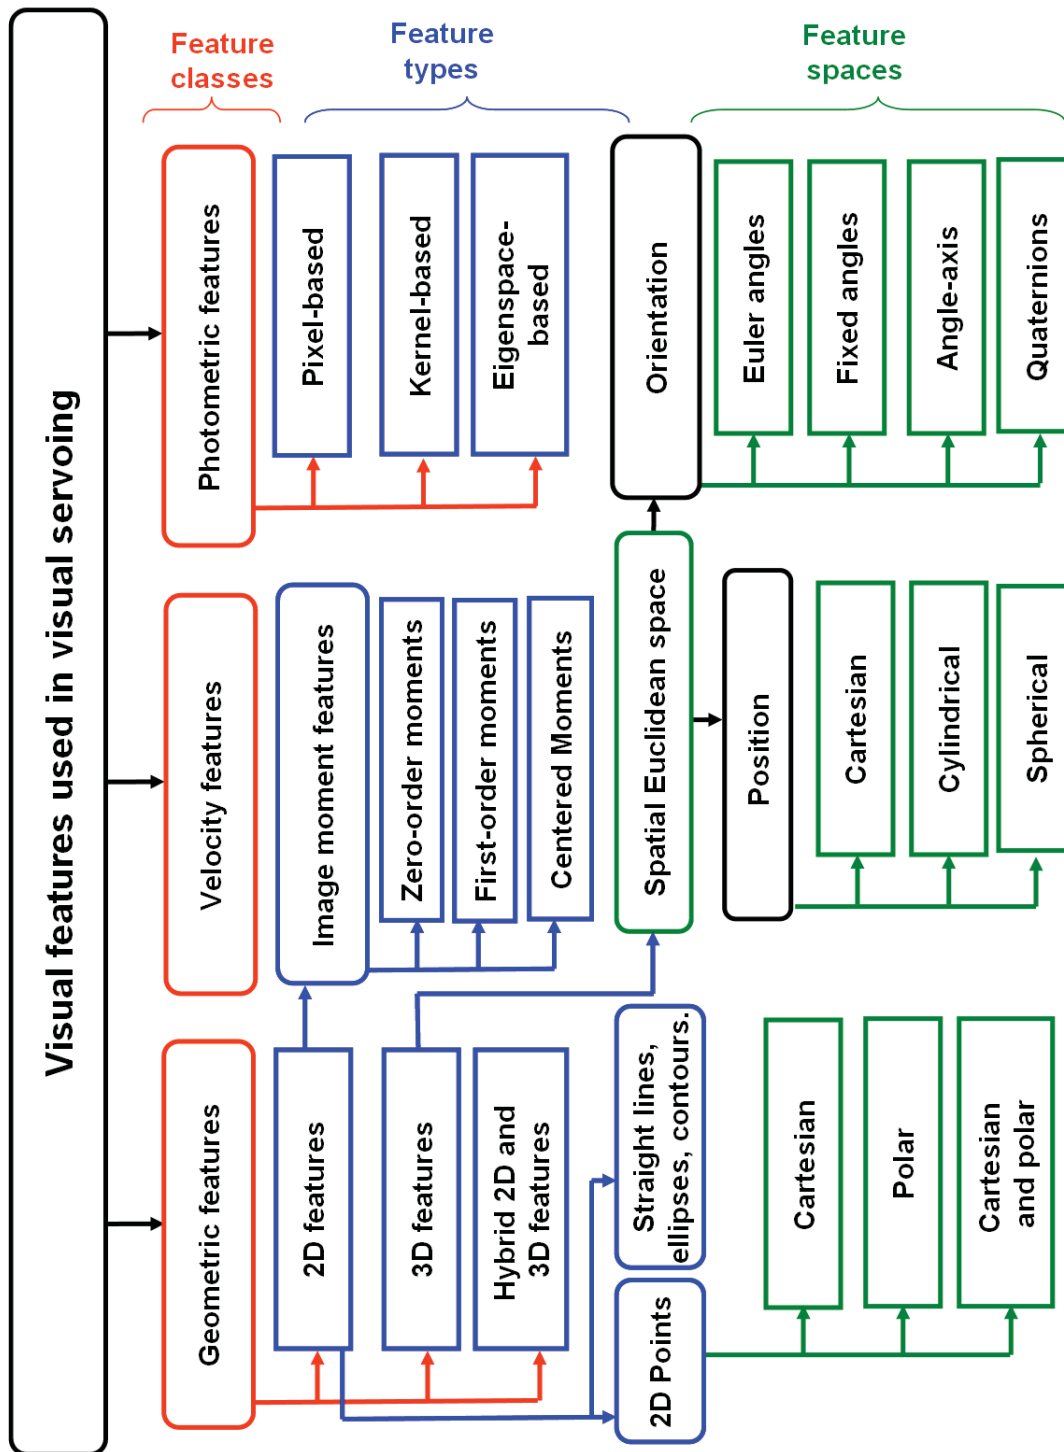 Visual features used in visual servoing
Feature
classes
Feature
types
Feature
spaces
Geometric features
Velocity features
Photometric features
2D features
3D features
Hybrid 2D and
3D features
Image moment features
Zero-order moments
First-order moments
Centered Moments
Pixel-based
Kernel-based
Eigenspace-
based
2D Points
Straight lines,
ellipses, contours.
Spatial Euclidean space
Orientation
Position
Cartesian
Polar
Cartesian
and polar
Cartesian
Cylindrical
Spherical
Euler angles
Fixed angles
Angle-axis
Quaternions